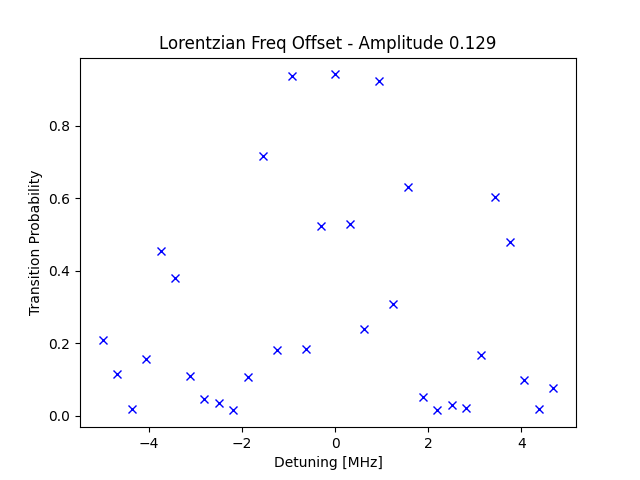 Lorentzian Freq Offset - Amplitude 0.129
Transition Probability
0.8
0.6
0.4
0.2
0.0
−4 −2 0 2 4
Detuning [MHz]